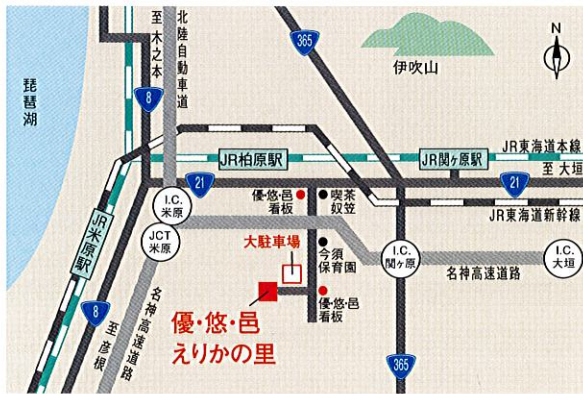 至木之本
北陸自動車道
365
伊吹山
N
8
琵琶湖
JR東海道本線
JR柏原駅
JR関ヶ原駅
至大垣
21
21
I.C.
米原
優・悠・邑
看板
喫茶
奴笠
JR東海道新幹線
JR米原駅
JCT
米原
大駐車場
今須
保育園
I.C.
関ヶ原
I.C.
大垣
名神高速道路
優・悠・邑
看板
優・悠・邑
えりかの里
8
至彦根
名神高速道路
365